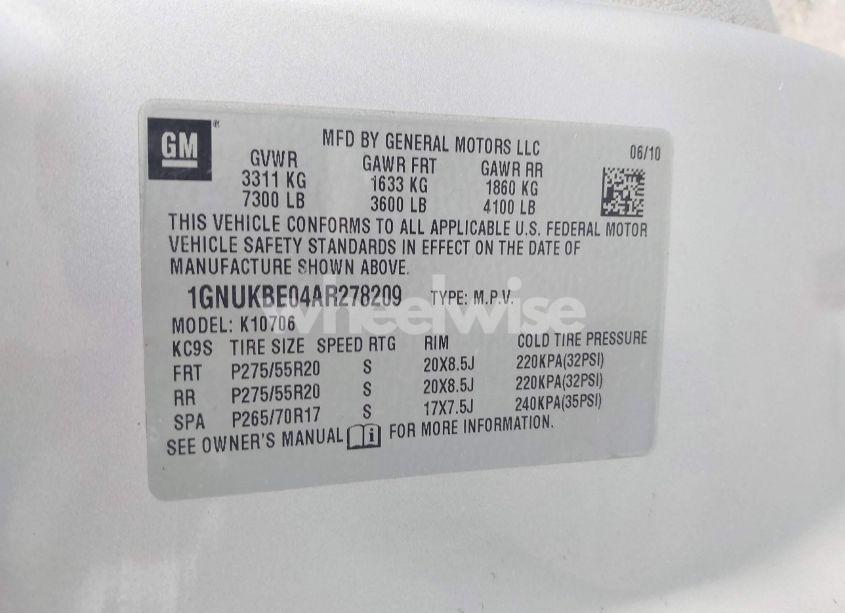 GM
MFD BY GENERAL MOTORS LLC 06/10
GVWR GAWR FRT GAWR RR
3311 KG 1633 KG 1860 KG
7300 LB 3600 LB 4100 LB
THIS VEHICLE CONFORMS TO ALL APPLICABLE U.S. FEDERAL MOTOR
VEHICLE SAFETY STANDARDS IN EFFECT ON THE DATE OF
MANUFACTURE SHOWN ABOVE.
1GNUKBE04AR278209 TYPE: M.P.V.
wheelwise
MODEL: K10706
KC9S TIRE SIZE SPEED RTG RIM COLD TIRE PRESSURE
FRT P275/55R20 S 20X8.5J 220KPA(32PSI)
RR P275/55R20 S 20X8.5J 220KPA(32PSI)
SPA P265/70R17 S 17X7.5J 240KPA(35PSI)
SEE OWNER'S MANUAL FOR MORE INFORMATION.